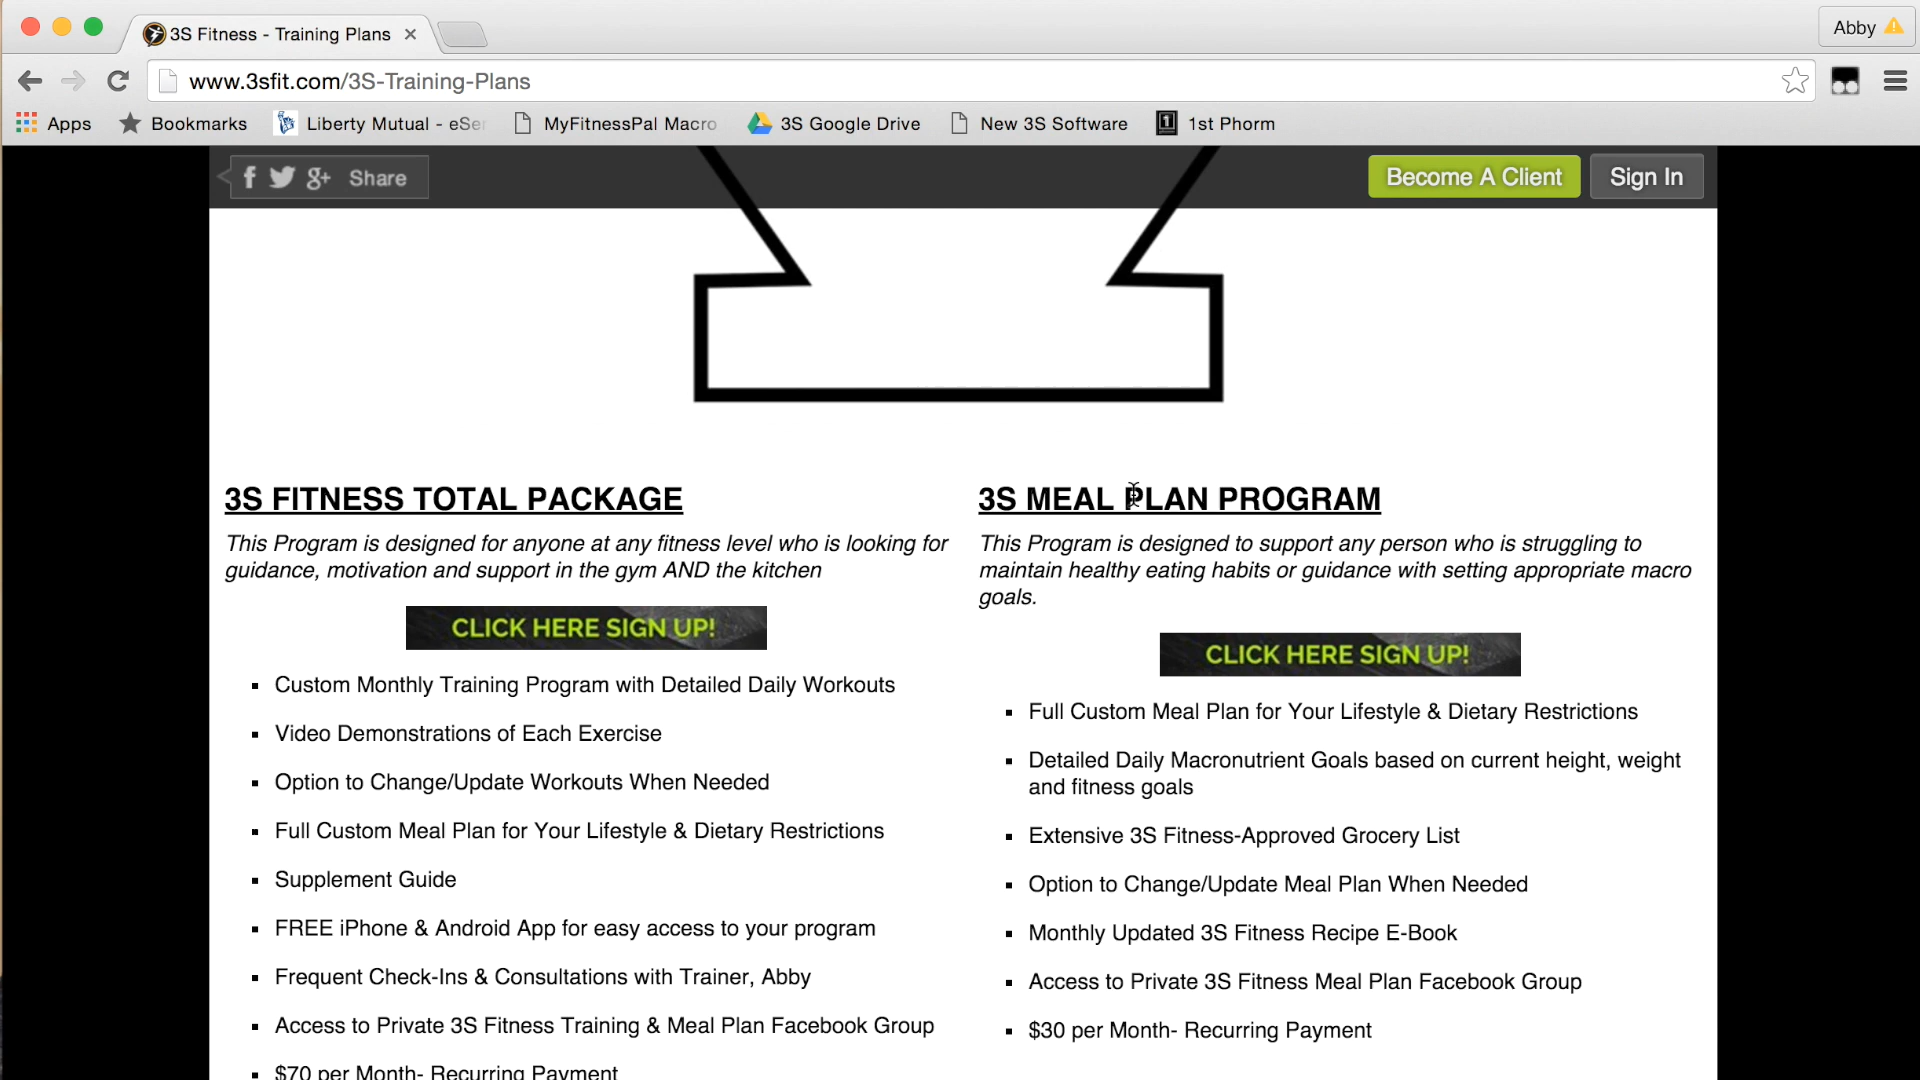 3S Fitness - Training Plans
Abby
www.3sfit.com/3S-Training-Plans
Apps
Bookmarks
Liberty Mutual - eSer
MyFitnessPal Macro
3S Google Drive
New 3S Software
1 1st Phorm
f g+ Share
Become A Client
Sign In
3S FITNESS TOTAL PACKAGE
This Program is designed for anyone at any fitness level who is looking for
guidance, motivation and support in the gym AND the kitchen
CLICK HERE SIGN UP!
Custom Monthly Training Program with Detailed Daily Workouts
Video Demonstrations of Each Exercise
Option to Change/Update Workouts When Needed
Full Custom Meal Plan for Your Lifestyle & Dietary Restrictions
Supplement Guide
FREE iPhone & Android App for easy access to your program
Frequent Check-Ins & Consultations with Trainer, Abby
Access to Private 3S Fitness Training & Meal Plan Facebook Group
$70 per Month- Recurring Payment
3S MEAL PLAN PROGRAM
This Program is designed to support any person who is struggling to
maintain healthy eating habits or guidance with setting appropriate macro
goals.
CLICK HERE SIGN UP!
Full Custom Meal Plan for Your Lifestyle & Dietary Restrictions
Detailed Daily Macronutrient Goals based on current height, weight
and fitness goals
Extensive 3S Fitness-Approved Grocery List
Option to Change/Update Meal Plan When Needed
Monthly Updated 3S Fitness Recipe E-Book
Access to Private 3S Fitness Meal Plan Facebook Group
$30 per Month- Recurring Payment